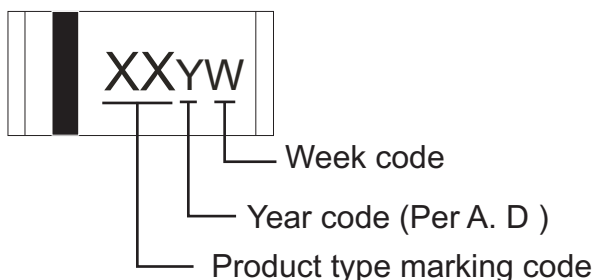 XXYW
Week code
Year code (Per A. D )
Product type marking code